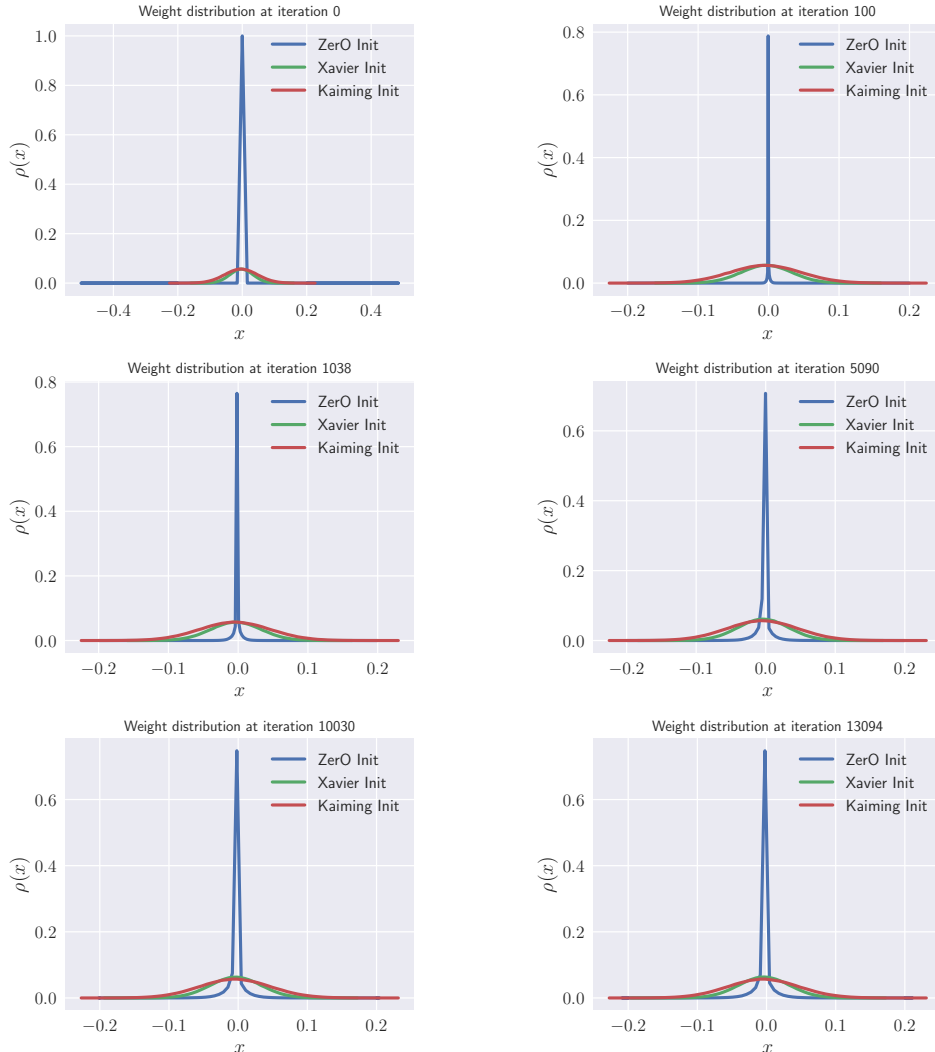 Weight distribution at iteration 0
1.0
0.8
0.6
0.4
0.2
0.0
ρ(x)
ZerO Init
Xavier Init
Kaiming Init
−0.4 −0.2 0.0 0.2 0.4
x
Weight distribution at iteration 100
0.8
0.6
0.4
0.2
0.0
ρ(x)
ZerO Init
Xavier Init
Kaiming Init
−0.2 −0.1 0.0 0.1 0.2
x
Weight distribution at iteration 1038
0.8
0.6
0.4
0.2
0.0
ρ(x)
ZerO Init
Xavier Init
Kaiming Init
−0.2 −0.1 0.0 0.1 0.2
x
Weight distribution at iteration 5090
0.6
0.4
0.2
0.0
ρ(x)
ZerO Init
Xavier Init
Kaiming Init
−0.2 −0.1 0.0 0.1 0.2
x
Weight distribution at iteration 10030
0.6
0.4
0.2
0.0
ρ(x)
ZerO Init
Xavier Init
Kaiming Init
−0.2 −0.1 0.0 0.1 0.2
x
Weight distribution at iteration 13094
0.6
0.4
0.2
0.0
ρ(x)
ZerO Init
Xavier Init
Kaiming Init
−0.2 −0.1 0.0 0.1 0.2
x